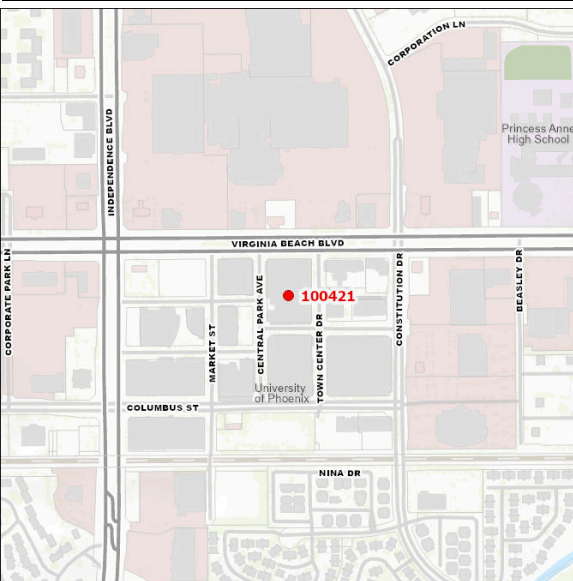 CORPORATION LN
INDEPENDENCE BLVD
Princess Anne
High School
VIRGINIA BEACH BLVD
CORPORATE PARK LN
CENTRAL PARK AVE
CONSTITUTION DR
BEASLEY DR
100421
MARKET ST
TOWN CENTER DR
University
of Phoenix
COLUMBUS ST
NINA DR